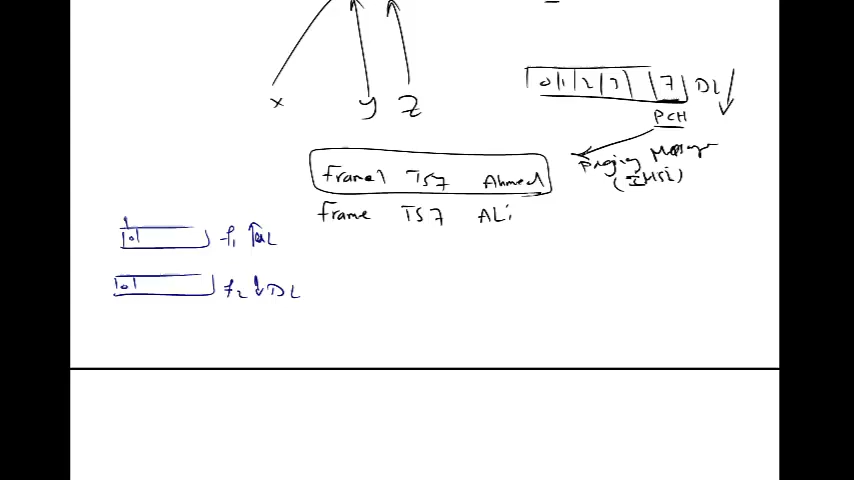 x y Z
0 1 2 3 7 DL
PCH
Paging Message
(IMSI)
frame1 TS7 Ahmed
frame TS7 ALi
0 f1 UL
0 f2 DL